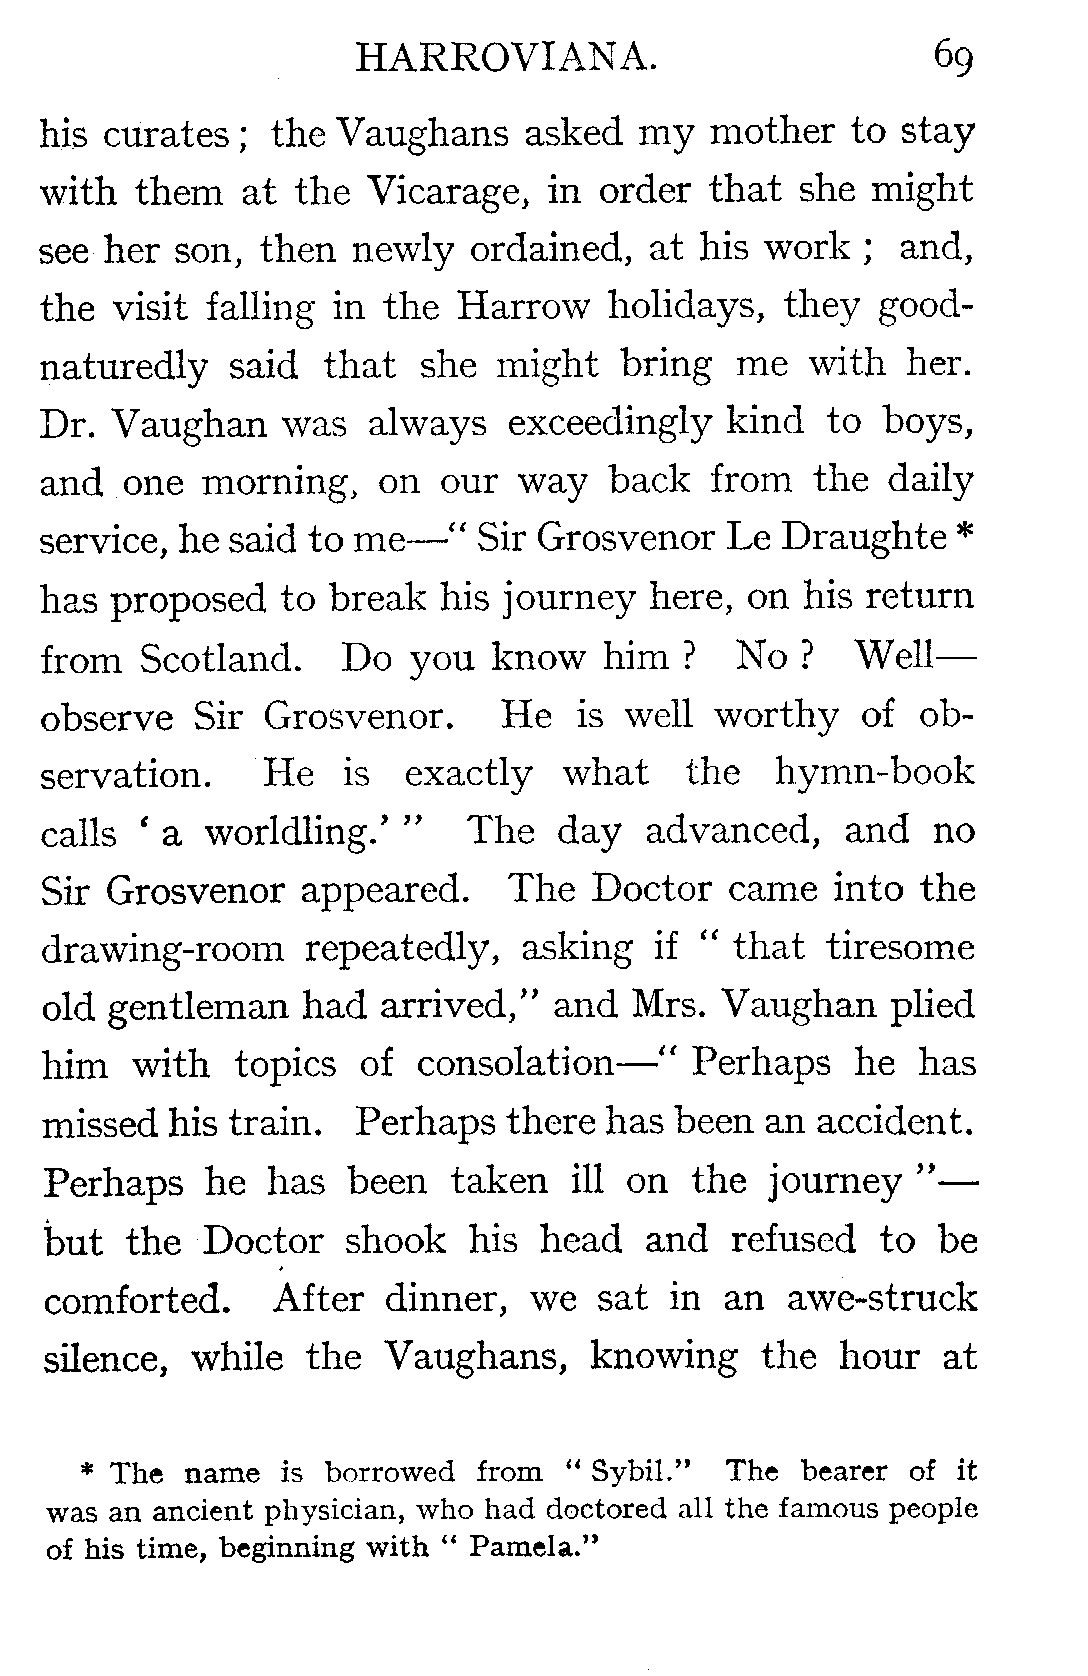 HARROVIANA. 69
his curates ; the Vaughans asked my mother to stay
with them at the Vicarage, in order that she might
see her son, then newly ordained, at his work ; and,
the visit falling in the Harrow holidays, they good-
naturedly said that she might bring me with her.
Dr. Vaughan was always exceedingly kind to boys,
and one morning, on our way back from the daily
service, he said to me—" Sir Grosvenor Le Draughte *
has proposed to break his journey here, on his return
from Scotland. Do you know him ? No ? Well—
observe Sir Grosvenor. He is well worthy of ob-
servation. He is exactly what the hymn-book
calls ' a worldling.' " The day advanced, and no
Sir Grosvenor appeared. The Doctor came into the
drawing-room repeatedly, asking if " that tiresome
old gentleman had arrived," and Mrs. Vaughan plied
him with topics of consolation—" Perhaps he has
missed his train. Perhaps there has been an accident.
Perhaps he has been taken ill on the journey "—
but the Doctor shook his head and refused to be
comforted. After dinner, we sat in an awe-struck
silence, while the Vaughans, knowing the hour at
* The name is borrowed from " Sybil." The bearer of it
was an ancient physician, who had doctored all the famous people
of his time, beginning with " Pamela."